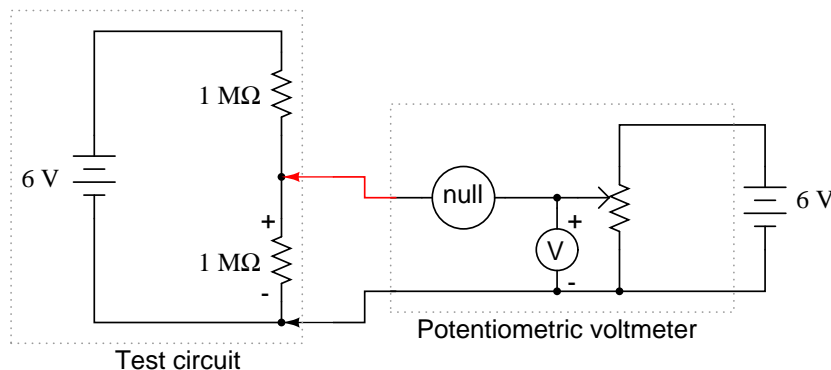 1 MΩ
6 V
+
1 MΩ
-
Test circuit
null
+
V
-
6 V
Potentiometric voltmeter